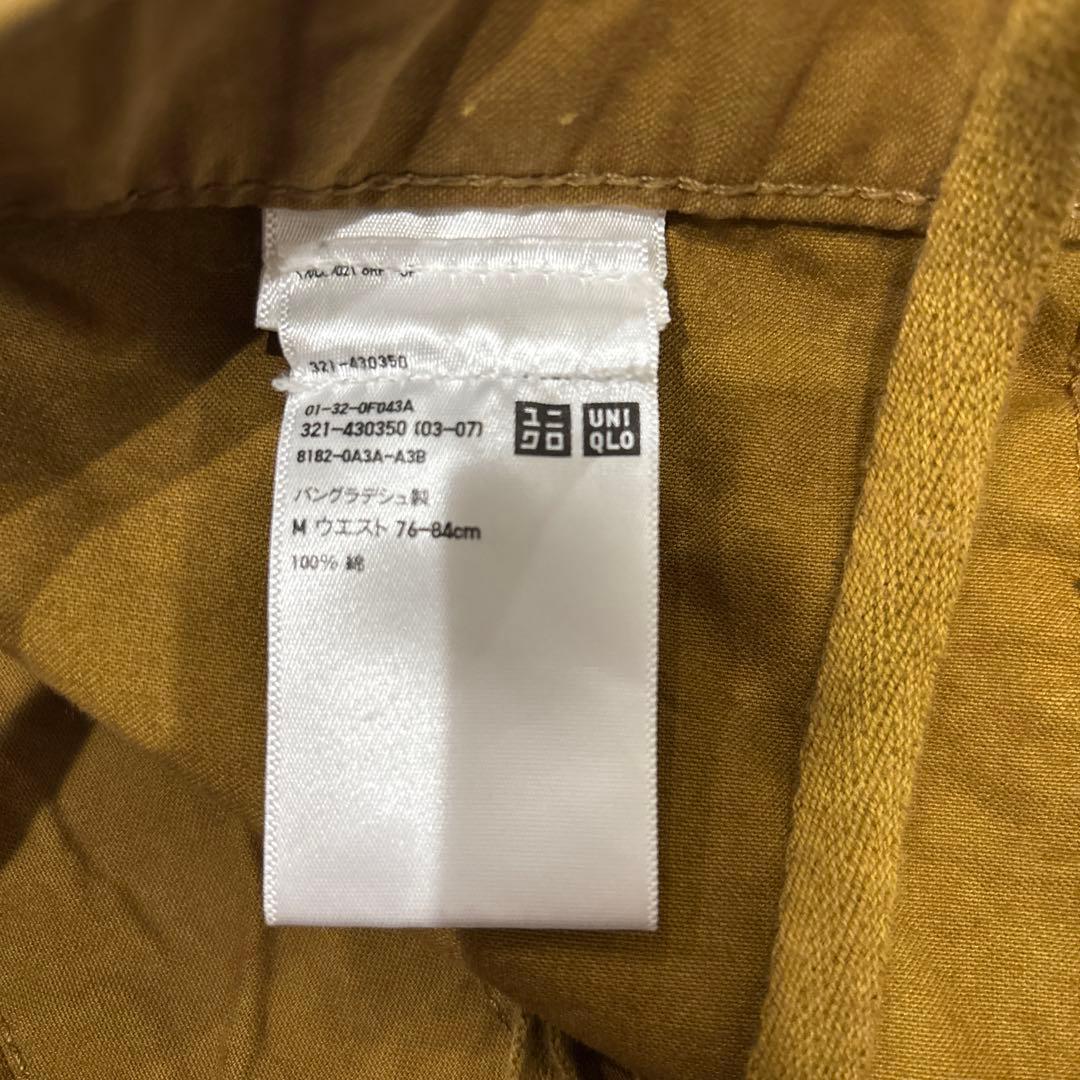 321-430350
01-32-0F043A
321-430350 (03-07)
8182-0A3A-A3B
ユニ
クロ
UNI
QLO
バングラデシュ製
M ウエスト 76-84cm
100% 綿